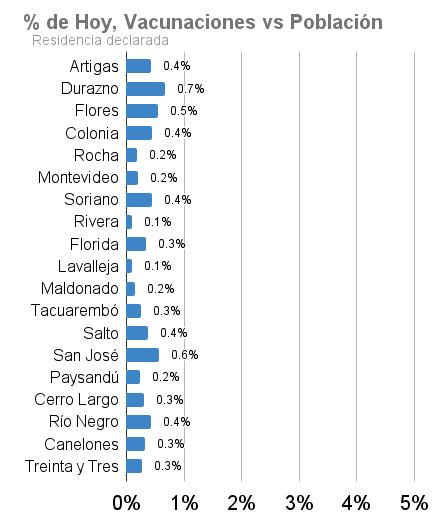 % de Hoy, Vacunaciones vs Población
Residencia declarada
Artigas 0.4%
Durazno 0.7%
Flores 0.5%
Colonia 0.4%
Rocha 0.2%
Montevideo 0.2%
Soriano 0.4%
Rivera 0.1%
Florida 0.3%
Lavalleja 0.1%
Maldonado 0.2%
Tacuarembó 0.3%
Salto 0.4%
San José 0.6%
Paysandú 0.2%
Cerro Largo 0.3%
Río Negro 0.4%
Canelones 0.3%
Treinta y Tres 0.3%
0% 1% 2% 3% 4% 5%